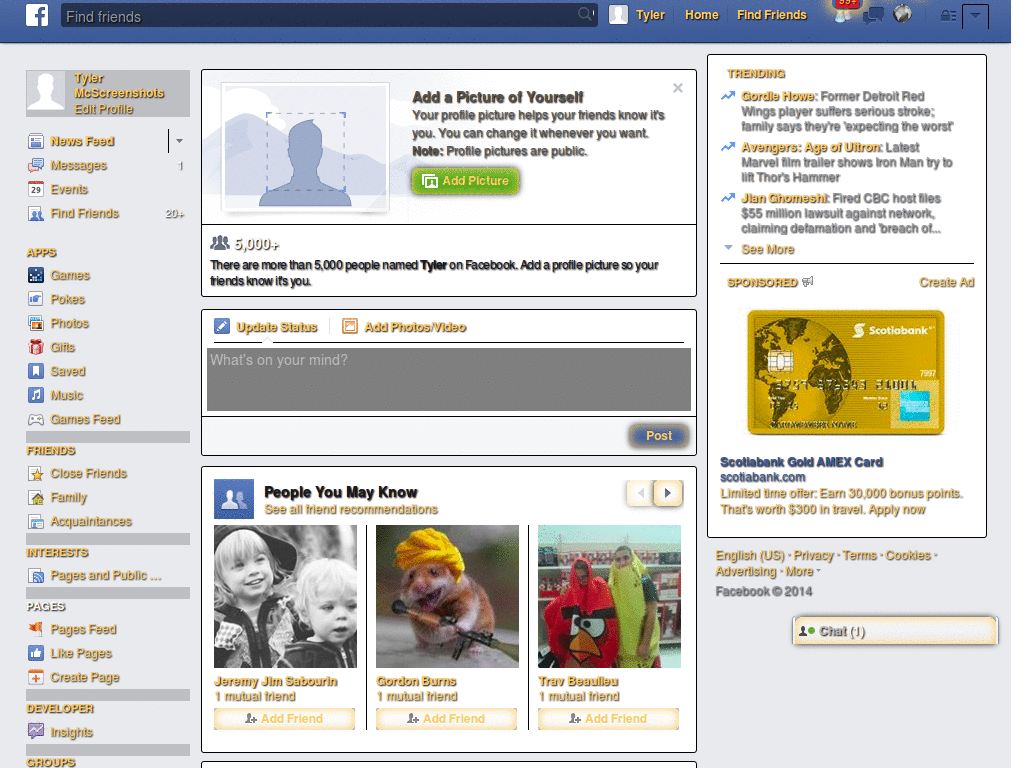 f
Find friends
Tyler
Home
Find Friends
99+
Tyler
McScreenshots
Edit Profile
News Feed
Messages
1
29
Events
Find Friends
20+
APPS
Games
Pokes
Photos
Gifts
Saved
Music
Games Feed
FRIENDS
Close Friends
Family
Acquaintances
INTERESTS
Pages and Public ...
PAGES
Pages Feed
Like Pages
Create Page
DEVELOPER
Insights
GROUPS
Add a Picture of Yourself
Your profile picture helps your friends know it's
you. You can change it whenever you want.
Note: Profile pictures are public.
Add Picture
5,000+
There are more than 5,000 people named Tyler on Facebook. Add a profile picture so your
friends know it's you.
Update Status
Add Photos/Video
What's on your mind?
Post
People You May Know
See all friend recommendations
Jeremy Jim Sabourin
1 mutual friend
Add Friend
Gordon Burns
1 mutual friend
Add Friend
Trav Beaulieu
1 mutual friend
Add Friend
TRENDING
Gordie Howe: Former Detroit Red
Wings player suffers serious stroke;
family says they're 'expecting the worst'
Avengers: Age of Ultron: Latest
Marvel film trailer shows Iron Man try to
lift Thor's Hammer
Jian Ghomeshi: Fired CBC host files
$55 million lawsuit against network,
claiming defamation and 'breach of...
See More
SPONSORED
Create Ad
Scotiabank
7997
Scotiabank Gold AMEX Card
scotiabank.com
Limited time offer: Earn 30,000 bonus points.
That's worth $300 in travel. Apply now
English (US) · Privacy · Terms · Cookies ·
Advertising · More
Facebook © 2014
Chat (1)